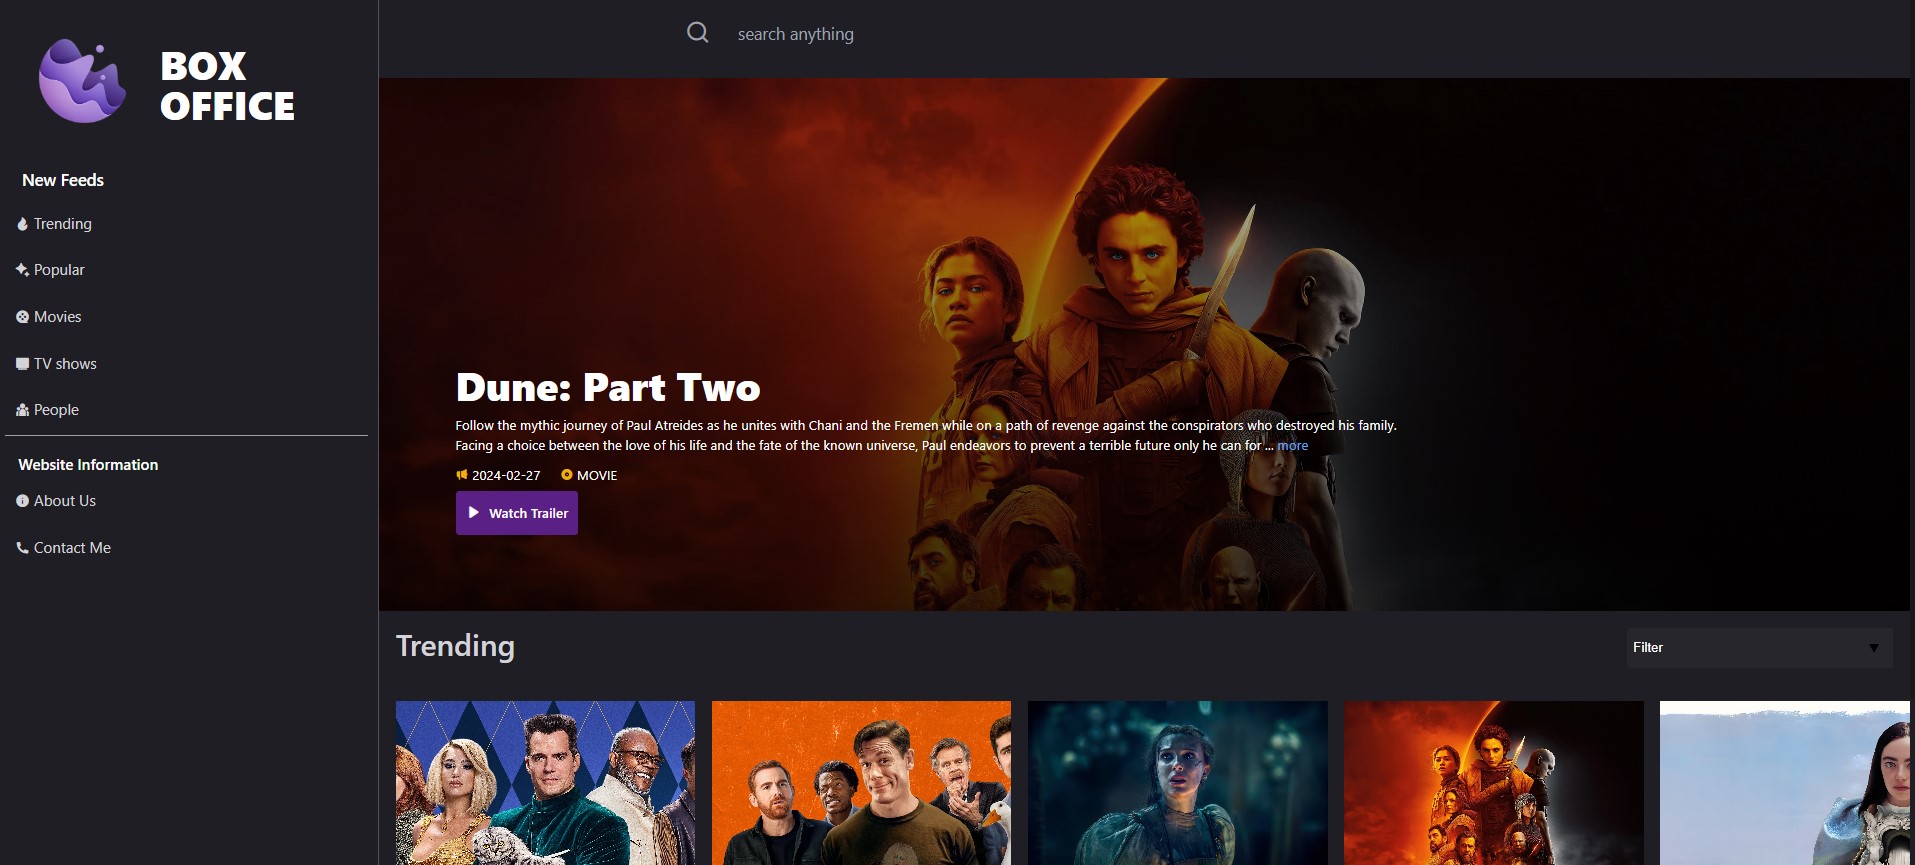 BOX
OFFICE
New Feeds
Trending
Popular
Movies
TV shows
People
Website Information
About Us
Contact Me
search anything
Dune: Part Two
Follow the mythic journey of Paul Atreides as he unites with Chani and the Fremen while on a path of revenge against the conspirators who destroyed his family.
Facing a choice between the love of his life and the fate of the known universe, Paul endeavors to prevent a terrible future only he can for ... more
2024-02-27 MOVIE
Watch Trailer
Trending
Filter